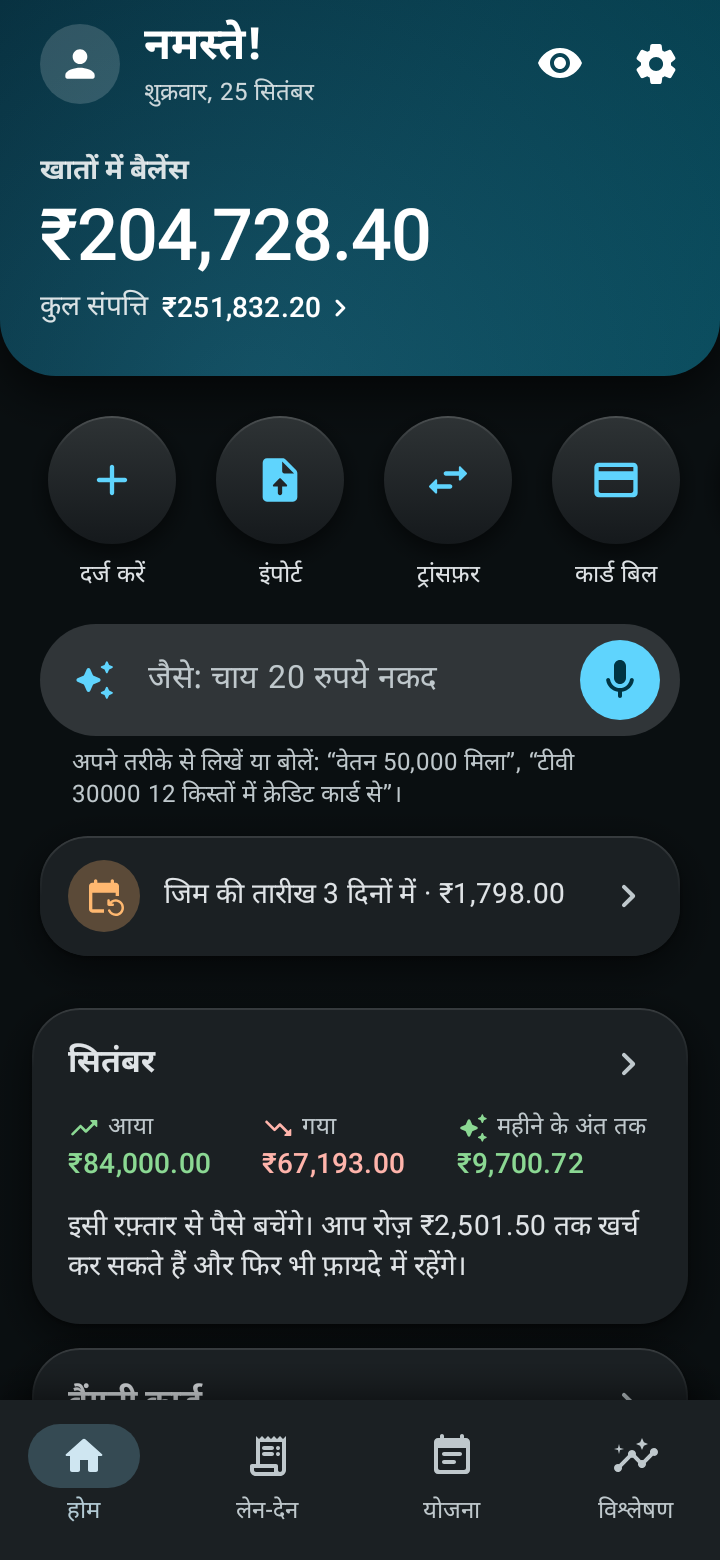 नमस्ते!
शुक्रवार, 25 सितंबर
खातों में बैलेंस
₹204,728.40
कुल संपत्ति ₹251,832.20
दर्ज करें
इंपोर्ट
ट्रांसफ़र
कार्ड बिल
जैसे: चाय 20 रुपये नकद
अपने तरीके से लिखें या बोलें: “वेतन 50,000 मिला”, “टीवी
30000 12 किस्तों में क्रेडिट कार्ड से”।
जिम की तारीख 3 दिनों में · ₹1,798.00
सितंबर
आया
गया
महीने के अंत तक
₹84,000.00
₹67,193.00
₹9,700.72
इसी रफ़्तार से पैसे बचेंगे। आप रोज़ ₹2,501.50 तक खर्च
कर सकते हैं और फिर भी फ़ायदे में रहेंगे।
होम
लेन-देन
योजना
विश्लेषण